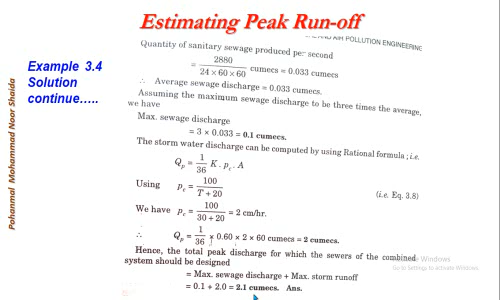 Estimating Peak Run-off
AND AIR POLLUTION ENGINEERING
Example 3.4
Solution
continue…..
Pohanmal Mohammad Noor Shaida
Quantity of sanitary sewage produced per second
= 2880 / 24 × 60 × 60 cumecs = 0.033 cumecs
∴ Average sewage discharge = 0.033 cumecs.
Assuming the maximum sewage discharge to be three times the average,
we have
Max. sewage discharge
= 3 × 0.033 = 0.1 cumecs.
The storm water discharge can be computed by using Rational formula ; i.e.
Qp = 1/36 K . pc . A
Using pc = 100 / T + 20 (i.e. Eq. 3.8)
We have pc = 100 / 30 + 20 = 2 cm/hr.
∴ Qp = 1/36 × 0.60 × 2 × 60 cumecs = 2 cumecs.
Hence, the total peak discharge for which the sewers of the combined
system should be designed
= Max. sewage discharge + Max. storm runoff
= 0.1 + 2.0 = 2.1 cumecs. Ans.
Windows
Go to Settings to activate Windows.